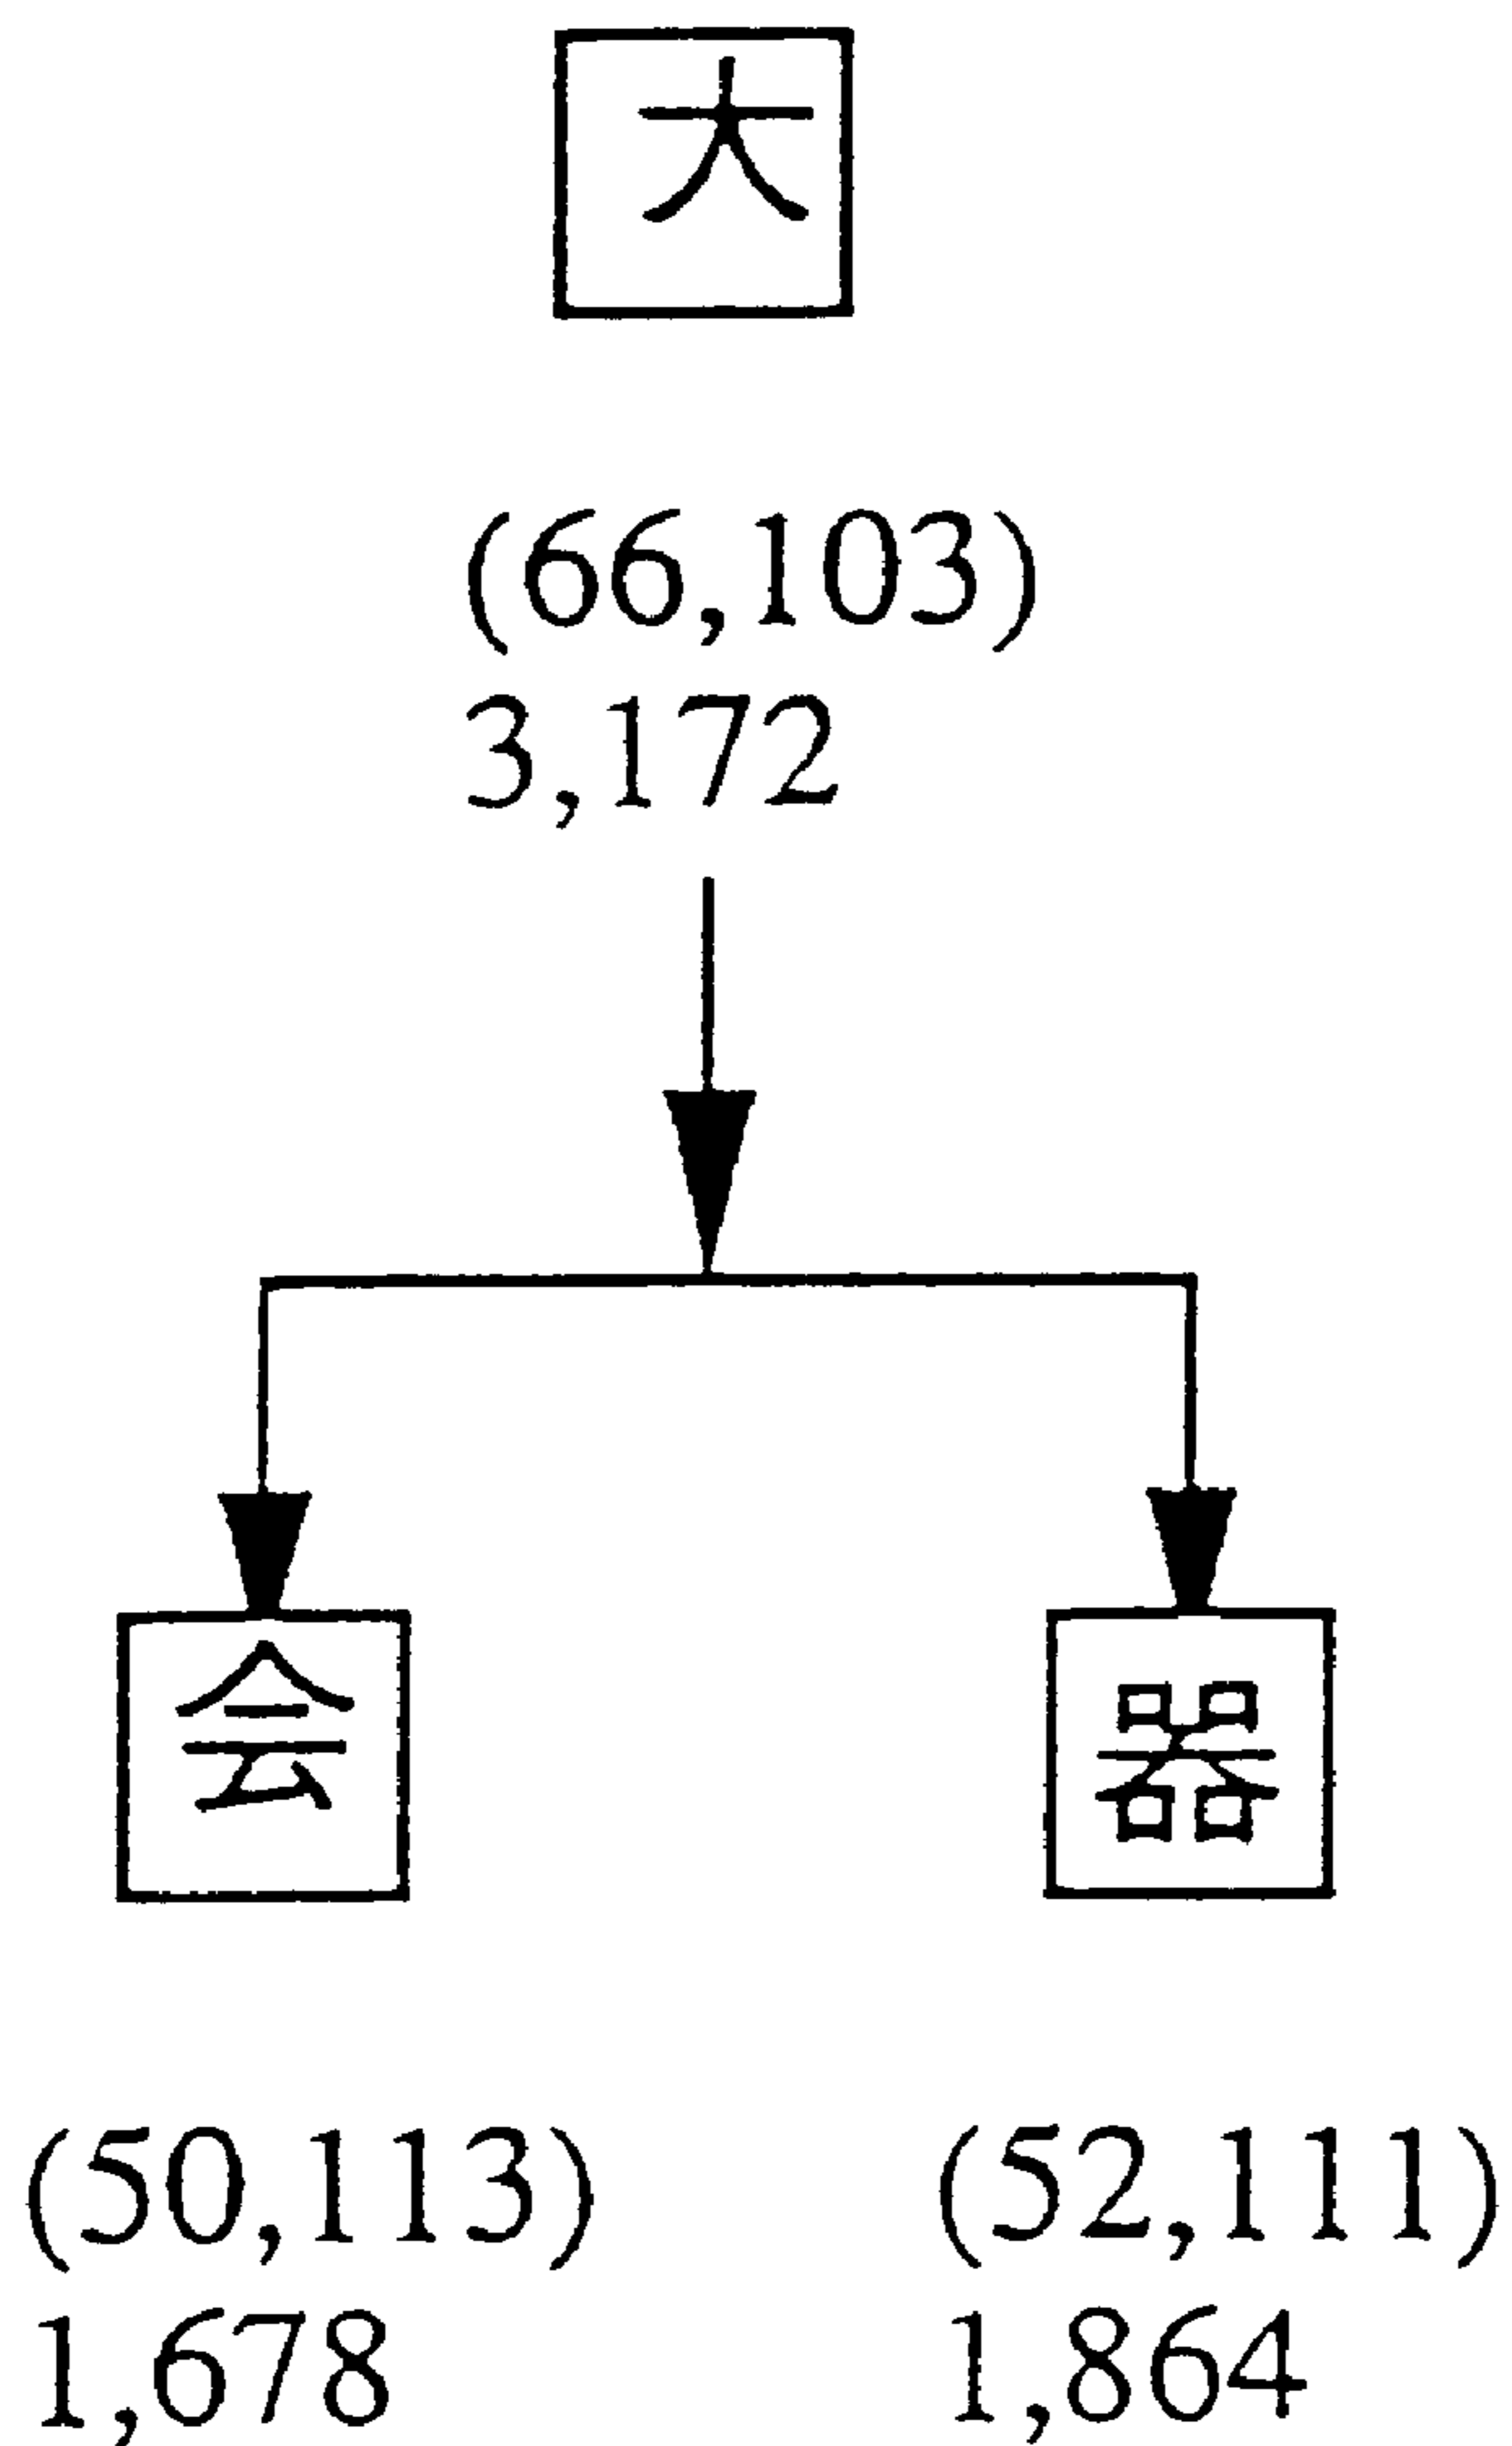 大
(66,103)
3,172
会
器
(50,113)
(52,111)
1,678
1,864